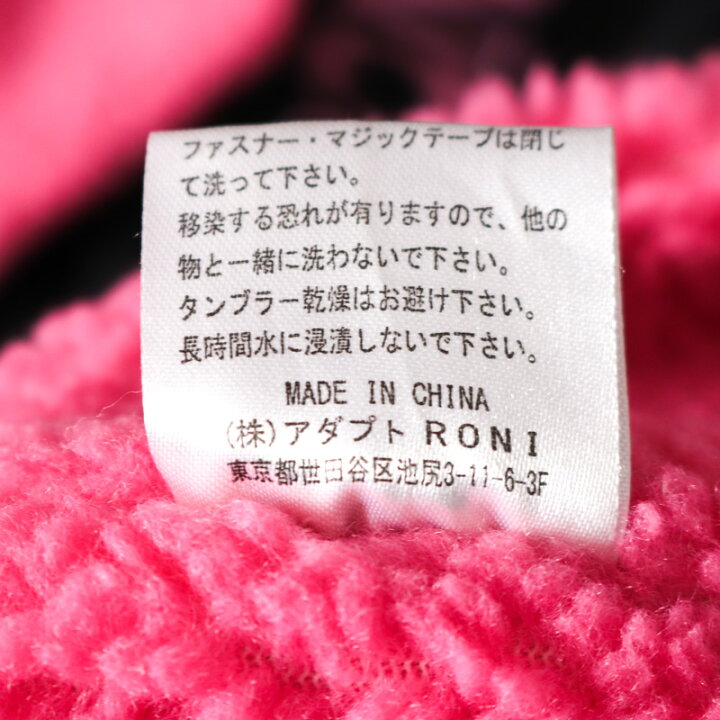 ファスナー・マジックテープは閉じ
て洗って下さい。
移染する恐れが有りますので、他の
物と一緒に洗わないで下さい。
タンブラー乾燥はお避け下さい。
長時間水に浸漬しないで下さい。
MADE IN CHINA
(株)アダプト RONI
東京都世田谷区池尻3-11-6-3F